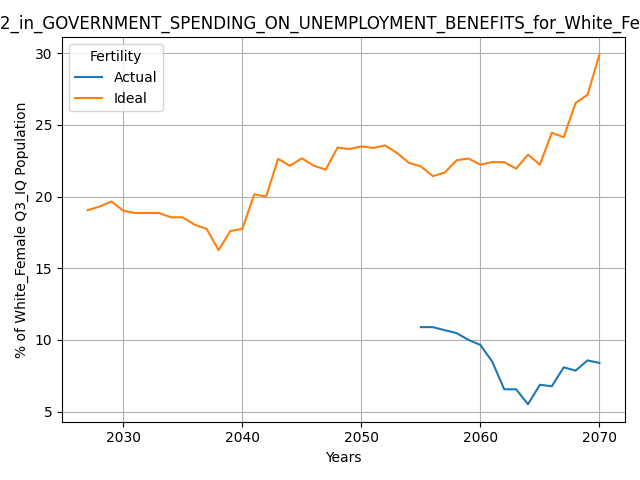 2_in_GOVERNMENT_SPENDING_ON_UNEMPLOYMENT_BENEFITS_for_White_Fe
Fertility
Actual
Ideal
% of White_Female Q3_IQ Population
30
25
20
15
10
5
2030 2040 2050 2060 2070
Years